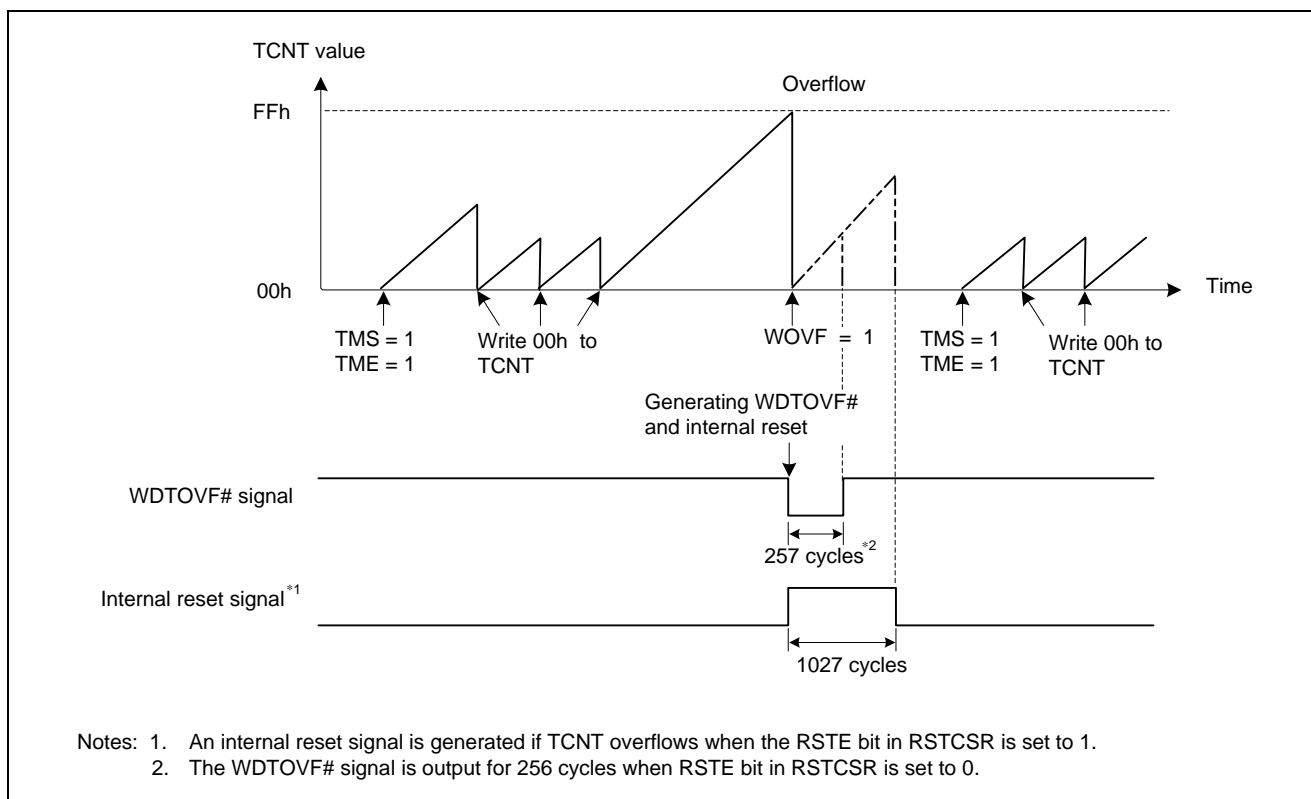 TCNT value
Overflow
FFh
00h
Time
TMS = 1
TME = 1
Write 00h to
TCNT
WOVF = 1
TMS = 1
TME = 1
Write 00h to
TCNT
Generating WDTOVF#
and internal reset
WDTOVF# signal
257 cycles*2
Internal reset signal*1
1027 cycles
Notes: 1. An internal reset signal is generated if TCNT overflows when the RSTE bit in RSTCSR is set to 1.
2. The WDTOVF# signal is output for 256 cycles when RSTE bit in RSTCSR is set to 0.